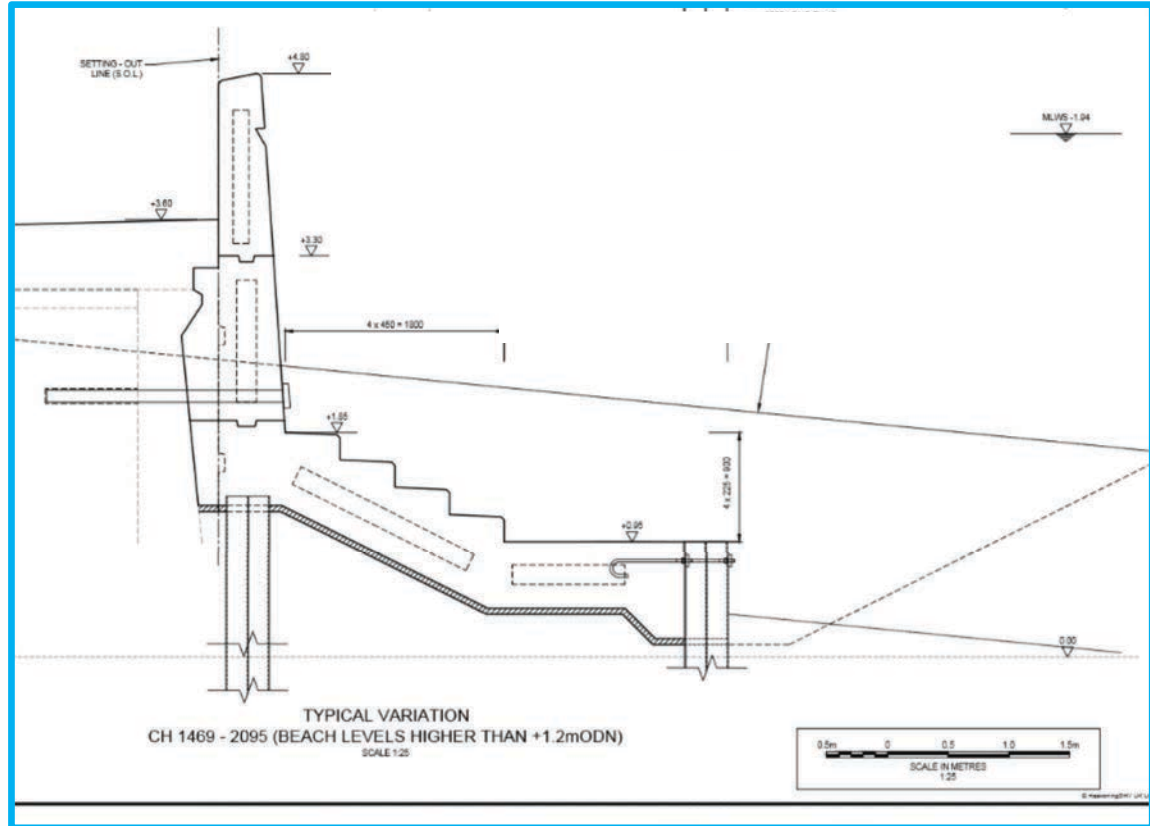 SETTING - OUT
LINE (S.O.L.)
+4.80
MLWS -1.94
+3.60
+3.30
4 x 450 = 1800
+1.85
4 x 225 = 900
+0.95
0.00
TYPICAL VARIATION
CH 1469 - 2095 (BEACH LEVELS HIGHER THAN +1.2mODN)
SCALE 1:25
0.5m 0 0.5 1.0 1.5m
SCALE IN METRES
1:25